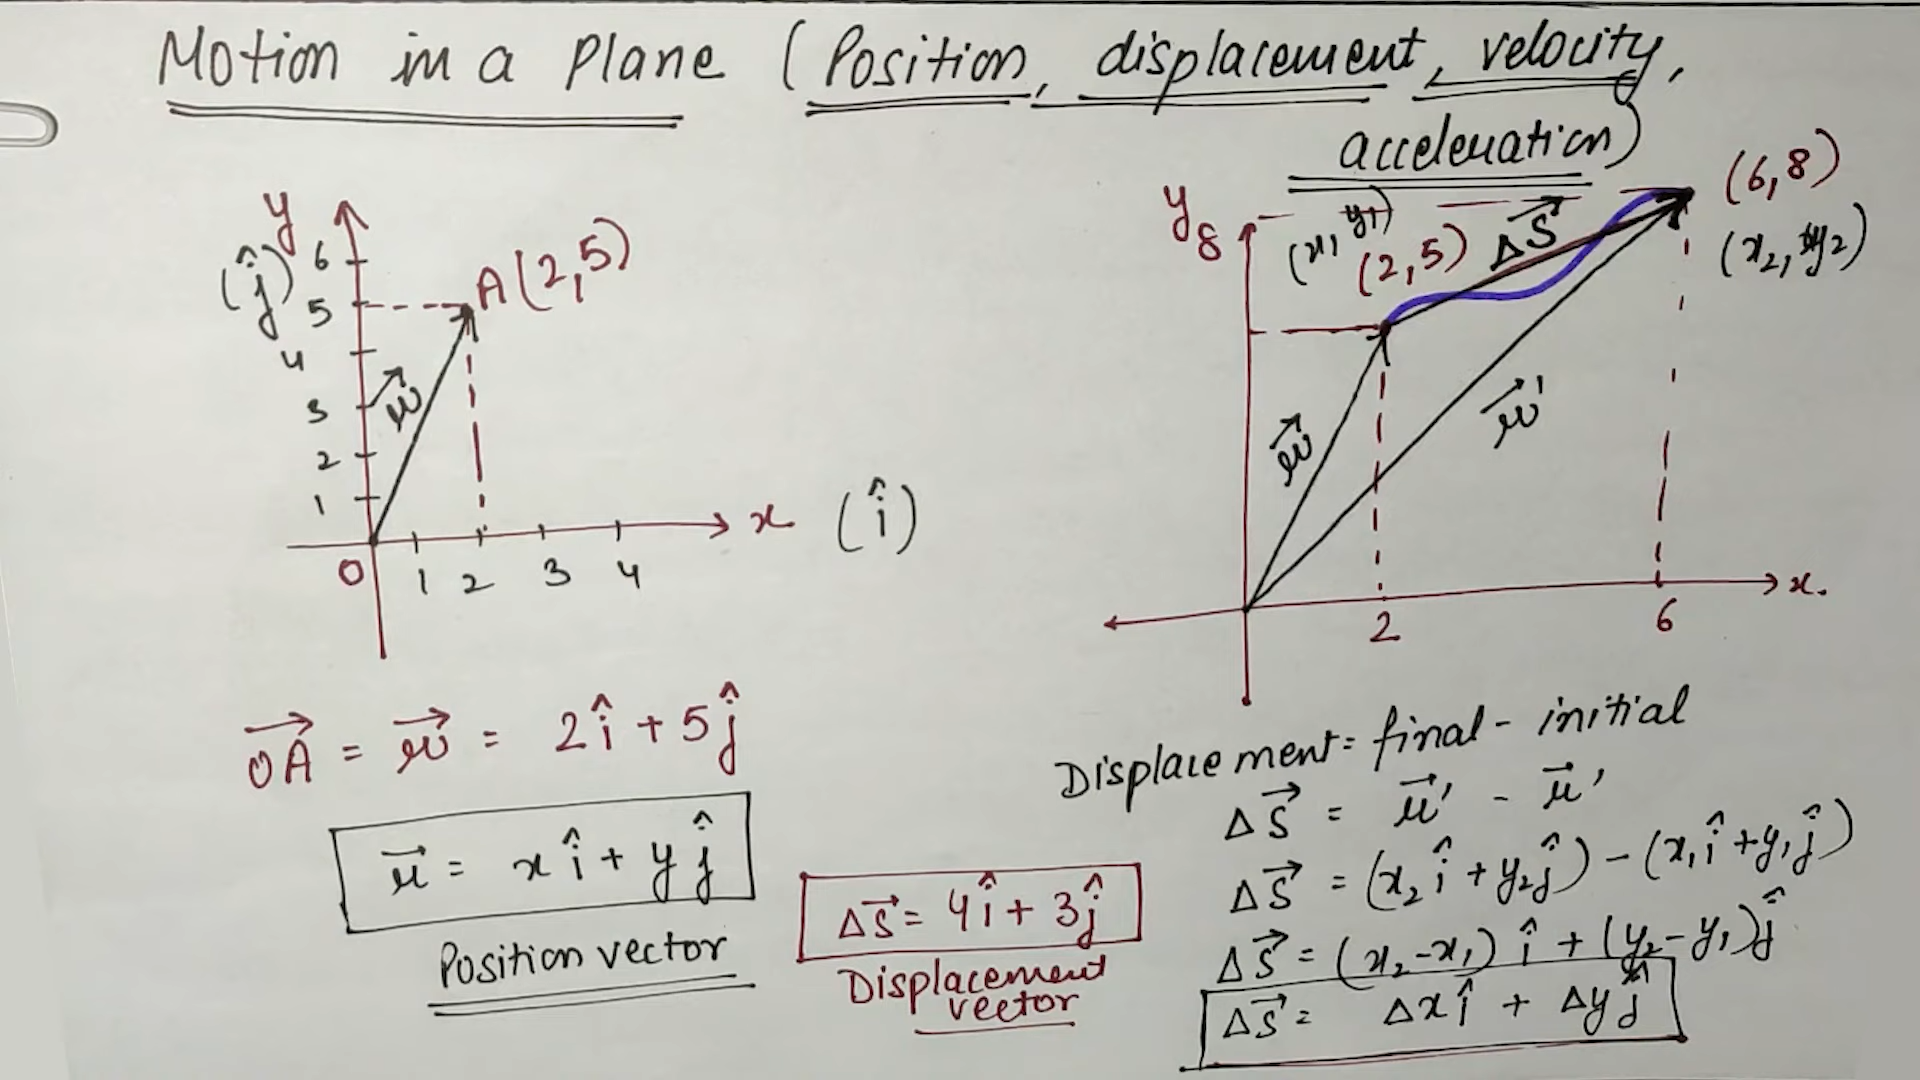 Motion in a plane (Position, displacement, velocity,
acceleration)
y
(ĵ)
6
5
4
3
2
1
A(2,5)
r⃗
0
1 2 3 4
x (î)
y
8
(x1, y1)
(2,5)
ΔS⃗
(6,8)
(x2, y2)
r⃗
r⃗'
2
6
x.
OA⃗ = r⃗ = 2î + 5ĵ
r⃗ = xî + yĵ
Position vector
ΔS⃗ = 4î + 3ĵ
Displacement
vector
Displacement = final - initial
ΔS⃗ = r⃗' - r⃗'
ΔS⃗ = (x2î + y2ĵ) - (x1î + y1ĵ)
ΔS⃗ = (x2-x1)î + (y2-y1)ĵ
ΔS⃗ = Δxî + Δyĵ